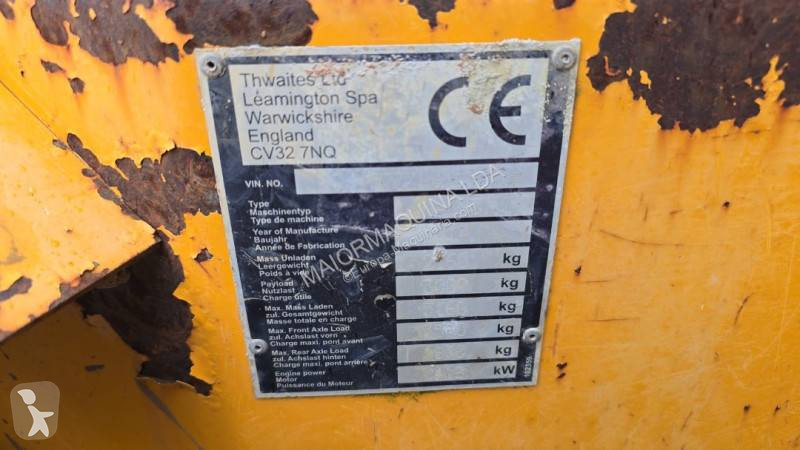 Thwaites Ltd
Leamington Spa
Warwickshire
England
CV32 7NQ
CE
VIN. NO.
Type
Maschinentyp
Type de machine
Year of Manufacture
Baujahr
Année de Fabrication
Mass Unladen
Leergewicht
Poids à vide
kg
Payload
Nutzlast
Charge utile
kg
Max. Mass Laden
zul. Gesamtgewicht
Masse totale en charge
kg
Max. Front Axle Load
zul. Achslast vorn
Charge maxi. pont avant
kg
Max. Rear Axle Load
zul. Achslast hinten
Charge maxi. pont arrière
kg
Engine power
Motor
Puissance du Moteur
kW
MAIORMAQUINA LDA
Europa-Maquinaria.com